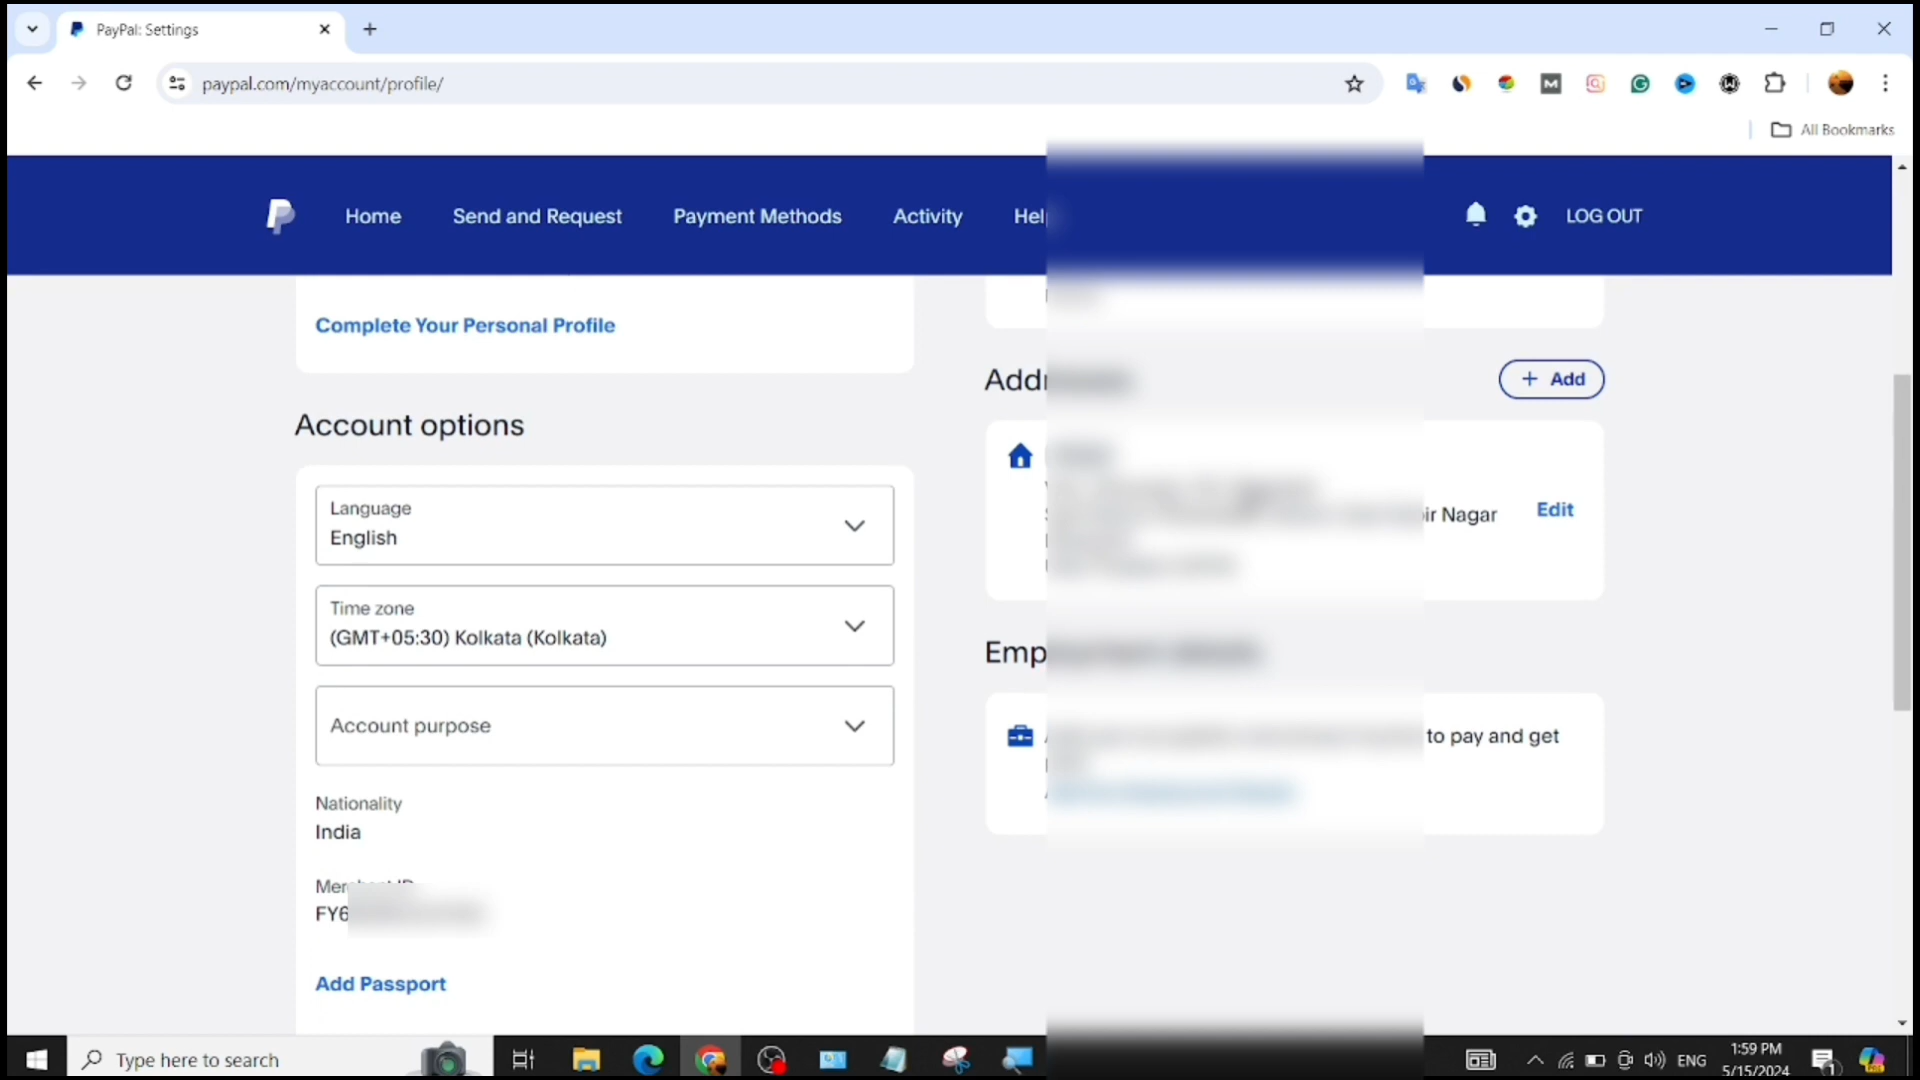 PayPal: Settings
paypal.com/myaccount/profile/
All Bookmarks
Home
Send and Request
Payment Methods
Activity
LOG OUT
Complete Your Personal Profile
Account options
Language
English
Time zone
(GMT+05:30) Kolkata (Kolkata)
Account purpose
Nationality
India
FY6
Add Passport
+ Add
Nagar
Edit
to pay and get
Type here to search
ENG
1:59 PM
5/15/2024
1